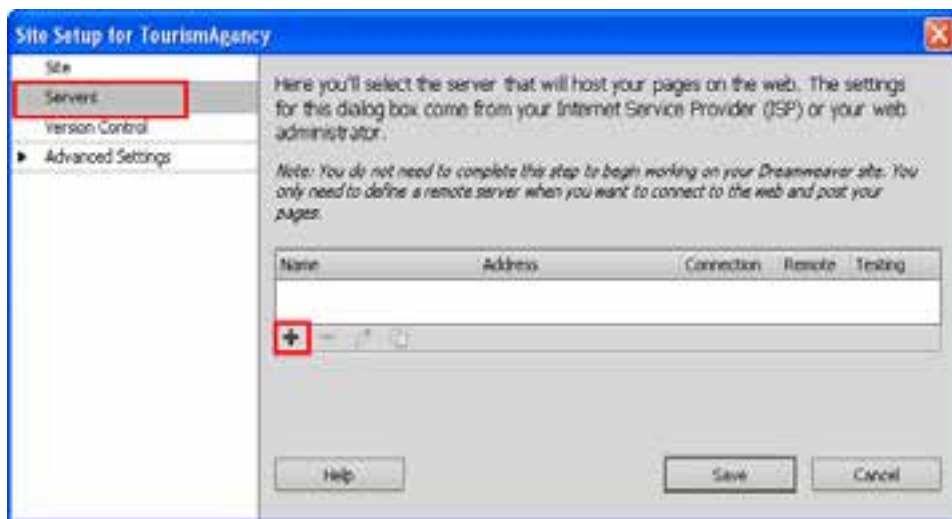 Site Setup for TourismAgancy
Site
Servers
Version Control
Advanced Settings
Here you'll select the server that will host your pages on the web. The settings
for this dialog box come from your Internet Service Provider (ISP) or your web
administrator.
Note: You do not need to complete this step to begin working on your Dreamweaver site. You
only need to define a remote server when you want to connect to the web and post your
pages.
Name Address Connection Remote Testing
Help Save Cancel